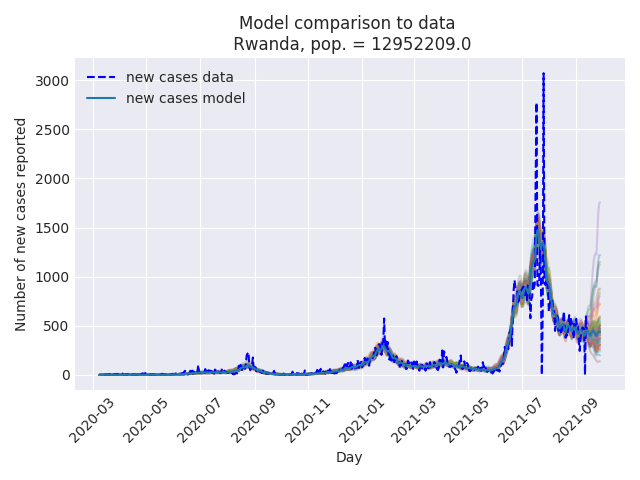 Model comparison to data
Rwanda, pop. = 12952209.0
new cases data
new cases model
Number of new cases reported
3000
2500
2000
1500
1000
500
0
2020-03
2020-05
2020-07
2020-09
2020-11
2021-01
2021-03
2021-05
2021-07
2021-09
Day